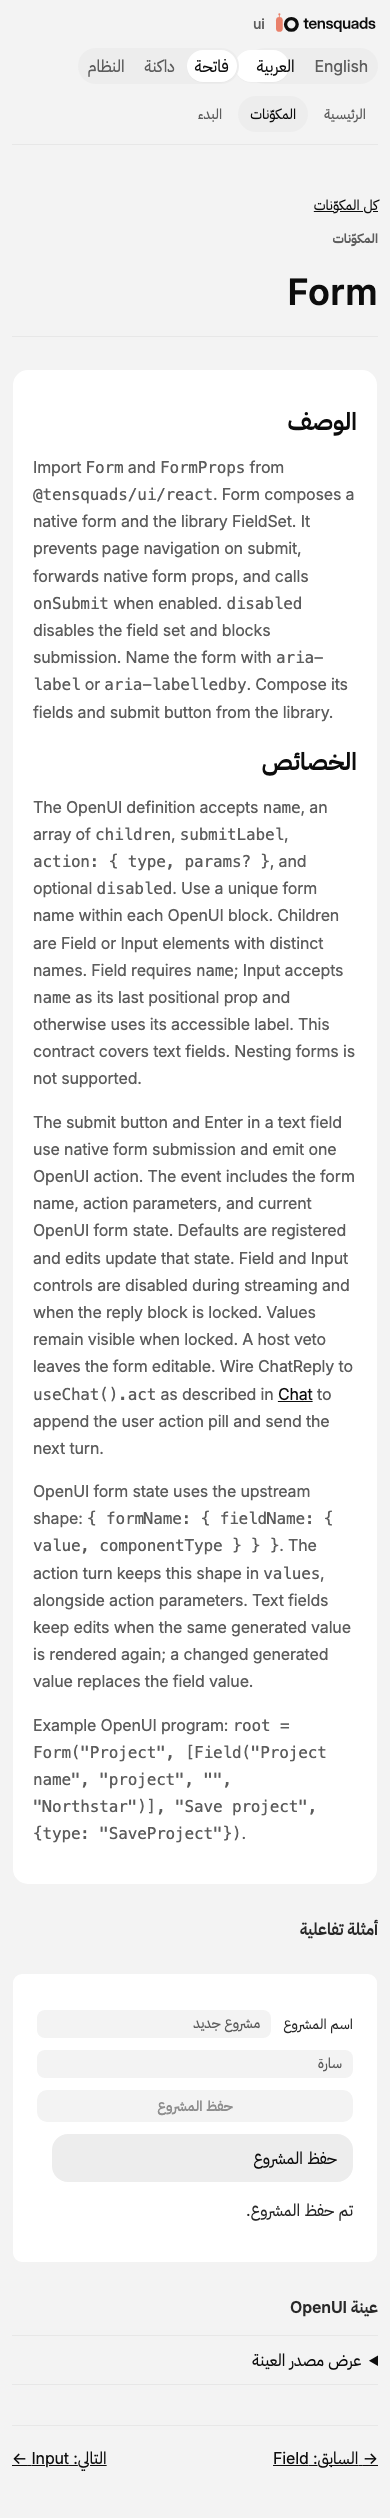 tensquads ui
English العربية فاتحة داكنة النظام
الرئيسية المكوّنات البدء
كل المكوّنات
المكوّنات
Form
الوصف
Import Form and FormProps from
@tensquads/ui/react. Form composes a
native form and the library FieldSet. It
prevents page navigation on submit,
forwards native form props, and calls
onSubmit when enabled. disabled
disables the field set and blocks
submission. Name the form with aria-
label or aria-labelledby. Compose its
fields and submit button from the library.
الخصائص
The OpenUI definition accepts name, an
array of children, submitLabel,
action: { type, params? }, and
optional disabled. Use a unique form
name within each OpenUI block. Children
are Field or Input elements with distinct
names. Field requires name; Input accepts
name as its last positional prop and
otherwise uses its accessible label. This
contract covers text fields. Nesting forms is
not supported.
The submit button and Enter in a text field
use native form submission and emit one
OpenUI action. The event includes the form
name, action parameters, and current
OpenUI form state. Defaults are registered
and edits update that state. Field and Input
controls are disabled during streaming and
when the reply block is locked. Values
remain visible when locked. A host veto
leaves the form editable. Wire ChatReply to
useChat().act as described in Chat to
append the user action pill and send the
next turn.
OpenUI form state uses the upstream
shape: { formName: { fieldName: {
value, componentType } } }. The
action turn keeps this shape in values,
alongside action parameters. Text fields
keep edits when the same generated value
is rendered again; a changed generated
value replaces the field value.
Example OpenUI program: root =
Form("Project", [Field("Project
name", "project", "",
"Northstar")], "Save project",
{type: "SaveProject"}).
أمثلة تفاعلية
اسم المشروع مشروع جديد
سارة
حفظ المشروع
حفظ المشروع
تم حفظ المشروع.
عينة OpenUI
◀ عرض مصدر العينة
→ السابق: Field التالي: Input ←